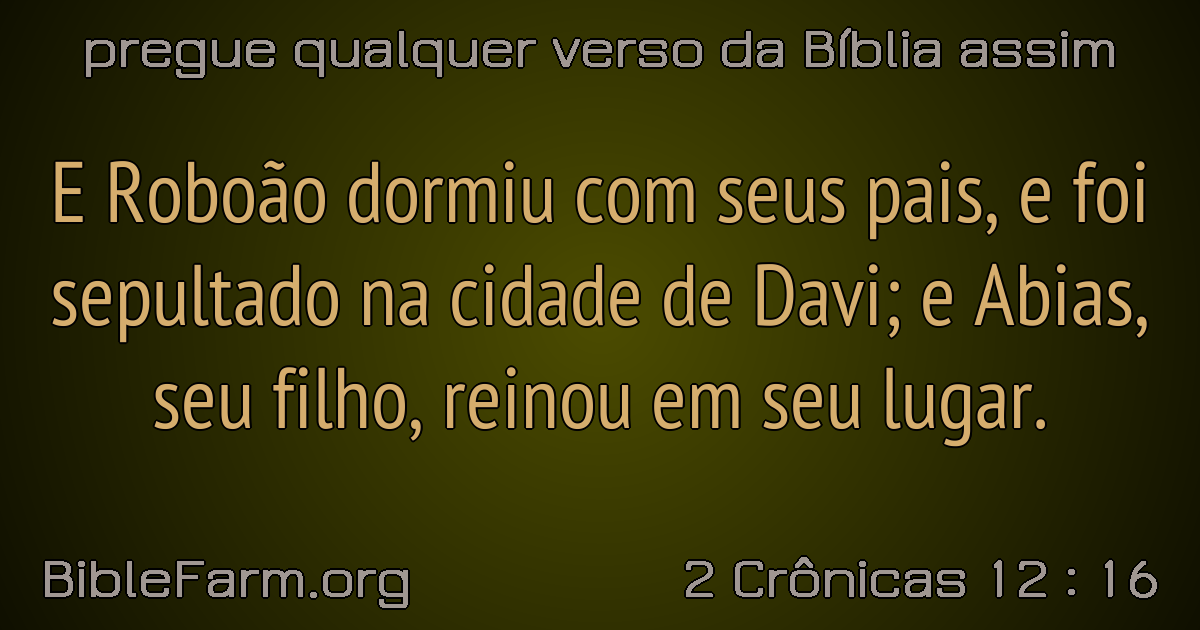 pregue qualquer verso da Bíblia assim
E Roboão dormiu com seus pais, e foi
sepultado na cidade de Davi; e Abias,
seu filho, reinou em seu lugar.
BibleFarm.org
2 Crônicas 12 : 16